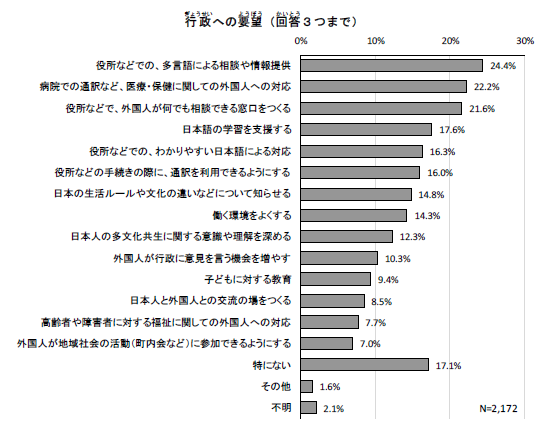 行政への要望（回答３つまで）
ぎょうせい ようぼう かいとう
0% 10% 20% 30%
役所などでの、多言語による相談や情報提供 24.4%
病院での通訳など、医療・保健に関しての外国人への対応 22.2%
役所などで、外国人が何でも相談できる窓口をつくる 21.6%
日本語の学習を支援する 17.6%
役所などでの、わかりやすい日本語による対応 16.3%
役所などの手続きの際に、通訳を利用できるようにする 16.0%
日本の生活ルールや文化の違いなどについて知らせる 14.8%
働く環境をよくする 14.3%
日本人の多文化共生に関する意識や理解を深める 12.3%
外国人が行政に意見を言う機会を増やす 10.3%
子どもに対する教育 9.4%
日本人と外国人との交流の場をつくる 8.5%
高齢者や障害者に対する福祉に関しての外国人への対応 7.7%
外国人が地域社会の活動（町内会など）に参加できるようにする 7.0%
特にない 17.1%
その他 1.6%
不明 2.1%
N=2,172